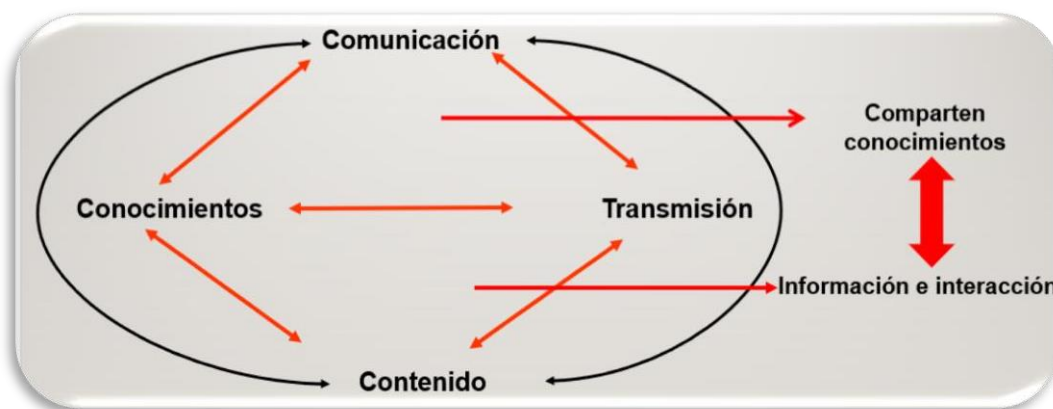 Comunicación
Comparten
conocimientos
Conocimientos
Transmisión
Información e interacción
Contenido